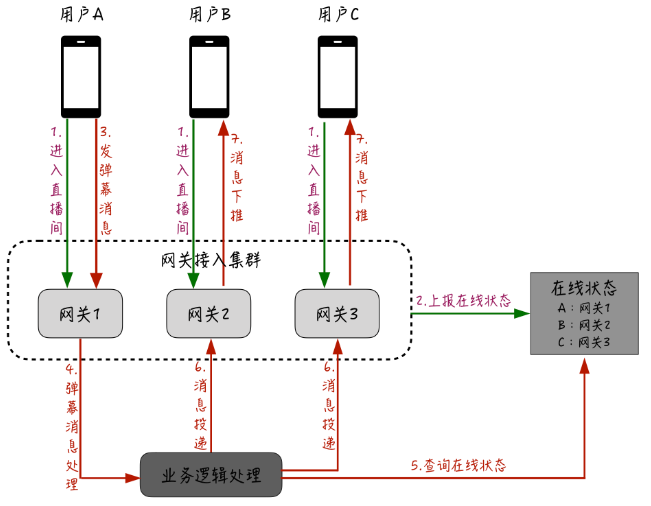 用户A
用户B
用户C
1.进入直播间
3.发弹幕消息
1.进入直播间
7.消息下推
1.进入直播间
7.消息下推
网关接入集群
网关1
网关2
网关3
2.上报在线状态
在线状态
A：网关1
B：网关2
C：网关3
4.弹幕消息处理
6.消息投递
6.消息投递
业务逻辑处理
5.查询在线状态